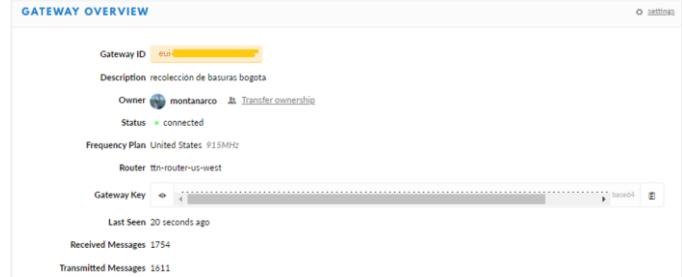 GATEWAY OVERVIEW settings
Gateway ID eui-
Description recolección de basuras bogota
Owner montanarco Transfer ownership
Status connected
Frequency Plan United States 915MHz
Router ttn-router-us-west
Gateway Key base64
Last Seen 20 seconds ago
Received Messages 1754
Transmitted Messages 1611